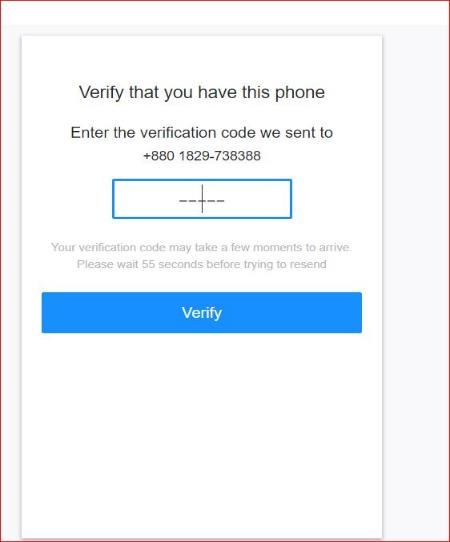 Verify that you have this phone
Enter the verification code we sent to
+880 1829-738388
–––––
Your verification code may take a few moments to arrive.
Please wait 55 seconds before trying to resend
Verify